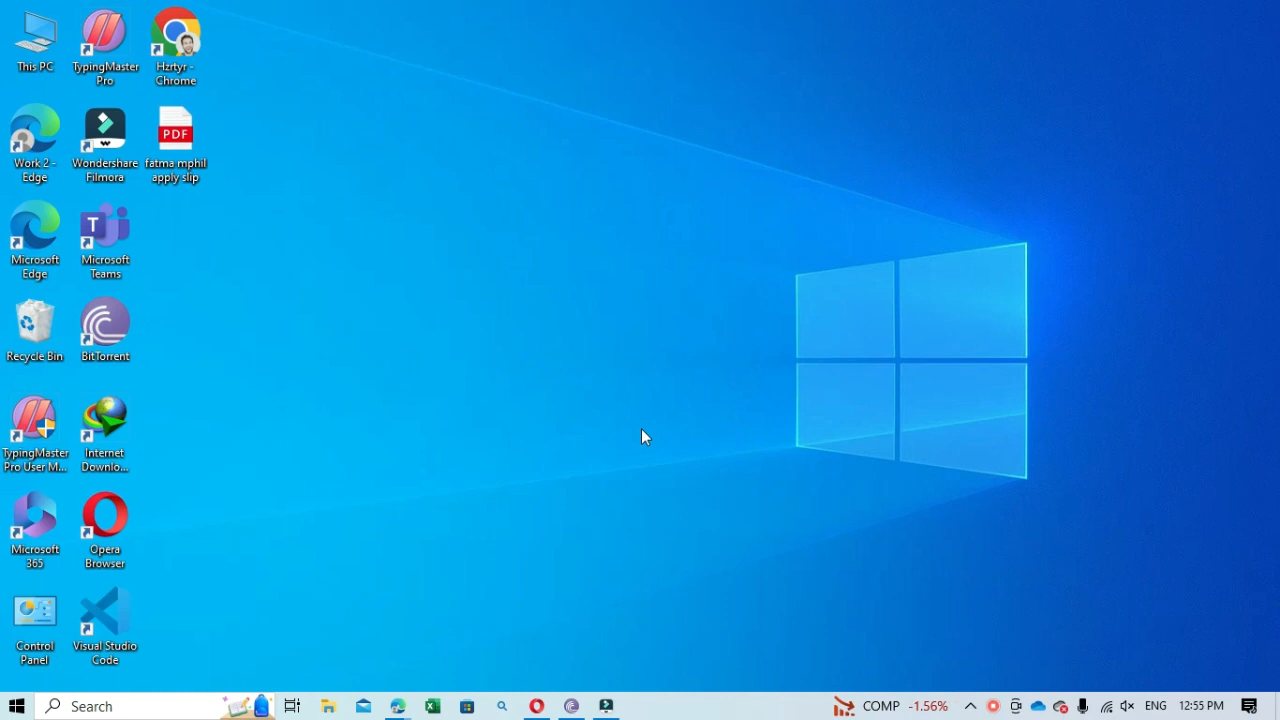 This PC
TypingMaster
Pro
Hzrtyr -
Chrome
Work 2 -
Edge
Wondershare
Filmora
PDF
fatma mphil
apply slip
Microsoft
Edge
T
Microsoft
Teams
Recycle Bin
BitTorrent
TypingMaster
Pro User M...
Internet
Downlo...
Microsoft
365
Opera
Browser
Control
Panel
Visual Studio
Code
Search
COMP -1.56%
ENG
12:55 PM